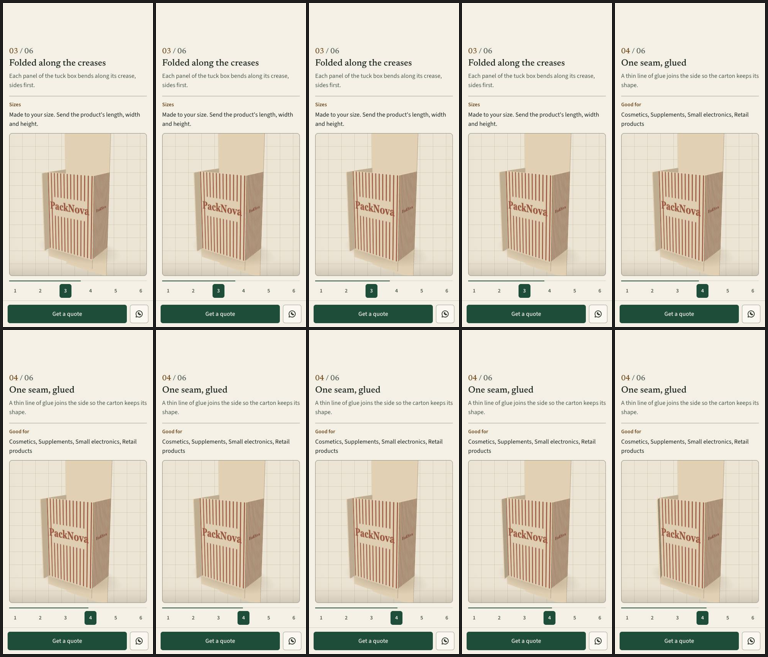 03 / 06
Folded along the creases
Each panel of the tuck box bends along its crease,
sides first.
Sizes
Made to your size. Send the product's length, width
and height.
PackNova
1 2 3 4 5 6
Get a quote
03 / 06
Folded along the creases
Each panel of the tuck box bends along its crease,
sides first.
Sizes
Made to your size. Send the product's length, width
and height.
PackNova
1 2 3 4 5 6
Get a quote
03 / 06
Folded along the creases
Each panel of the tuck box bends along its crease,
sides first.
Sizes
Made to your size. Send the product's length, width
and height.
PackNova
1 2 3 4 5 6
Get a quote
03 / 06
Folded along the creases
Each panel of the tuck box bends along its crease,
sides first.
Sizes
Made to your size. Send the product's length, width
and height.
PackNova
1 2 3 4 5 6
Get a quote
04 / 06
One seam, glued
A thin line of glue joins the side so the carton keeps its
shape.
Good for
Cosmetics, Supplements, Small electronics, Retail
products
PackNova
1 2 3 4 5 6
Get a quote
04 / 06
One seam, glued
A thin line of glue joins the side so the carton keeps its
shape.
Good for
Cosmetics, Supplements, Small electronics, Retail
products
PackNova
1 2 3 4 5 6
Get a quote
04 / 06
One seam, glued
A thin line of glue joins the side so the carton keeps its
shape.
Good for
Cosmetics, Supplements, Small electronics, Retail
products
PackNova
1 2 3 4 5 6
Get a quote
04 / 06
One seam, glued
A thin line of glue joins the side so the carton keeps its
shape.
Good for
Cosmetics, Supplements, Small electronics, Retail
products
PackNova
1 2 3 4 5 6
Get a quote
04 / 06
One seam, glued
A thin line of glue joins the side so the carton keeps its
shape.
Good for
Cosmetics, Supplements, Small electronics, Retail
products
PackNova
1 2 3 4 5 6
Get a quote
04 / 06
One seam, glued
A thin line of glue joins the side so the carton keeps its
shape.
Good for
Cosmetics, Supplements, Small electronics, Retail
products
PackNova
1 2 3 4 5 6
Get a quote